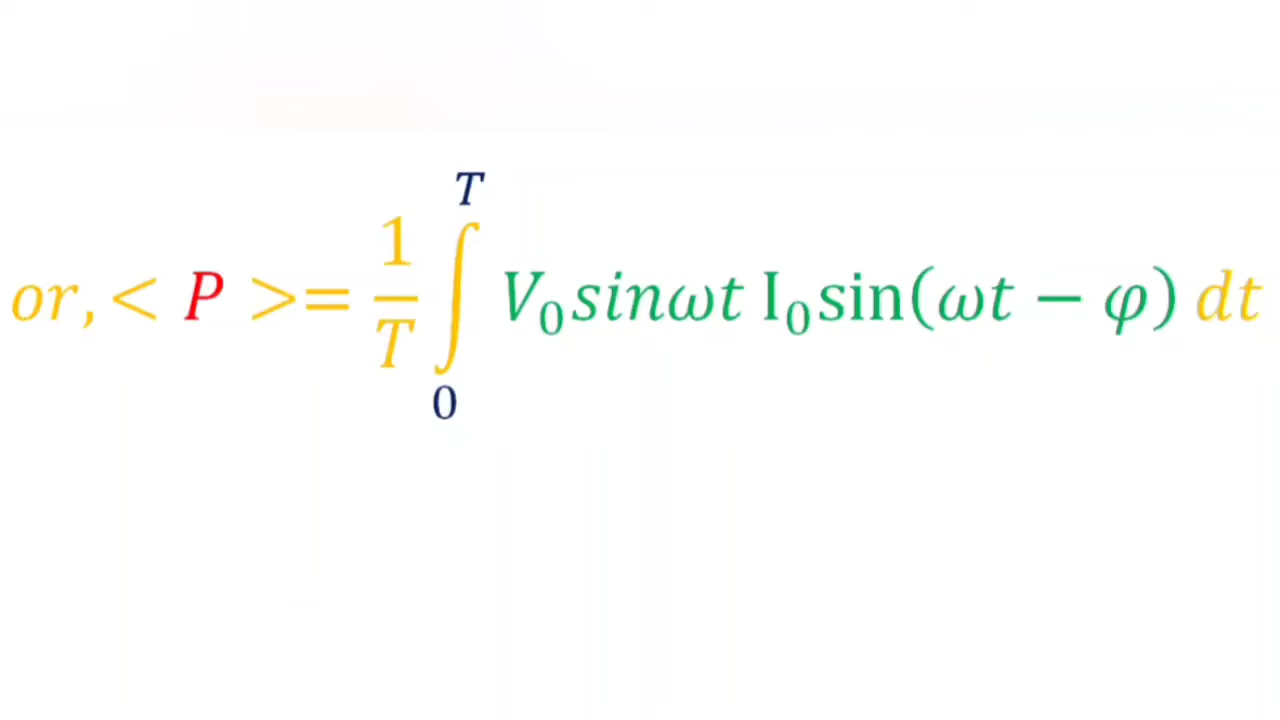 or, < P >= 1/T ∫₀ᵀ V₀sinωt I₀sin(ωt − φ) dt